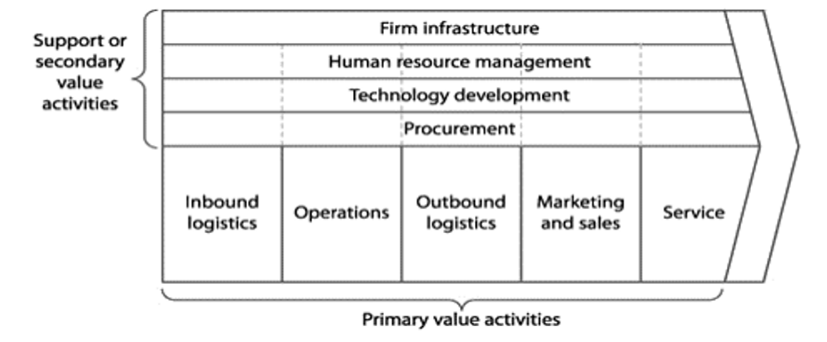 Support or
secondary
value
activities
Firm infrastructure
Human resource management
Technology development
Procurement
Inbound
logistics
Operations
Outbound
logistics
Marketing
and sales
Service
Primary value activities